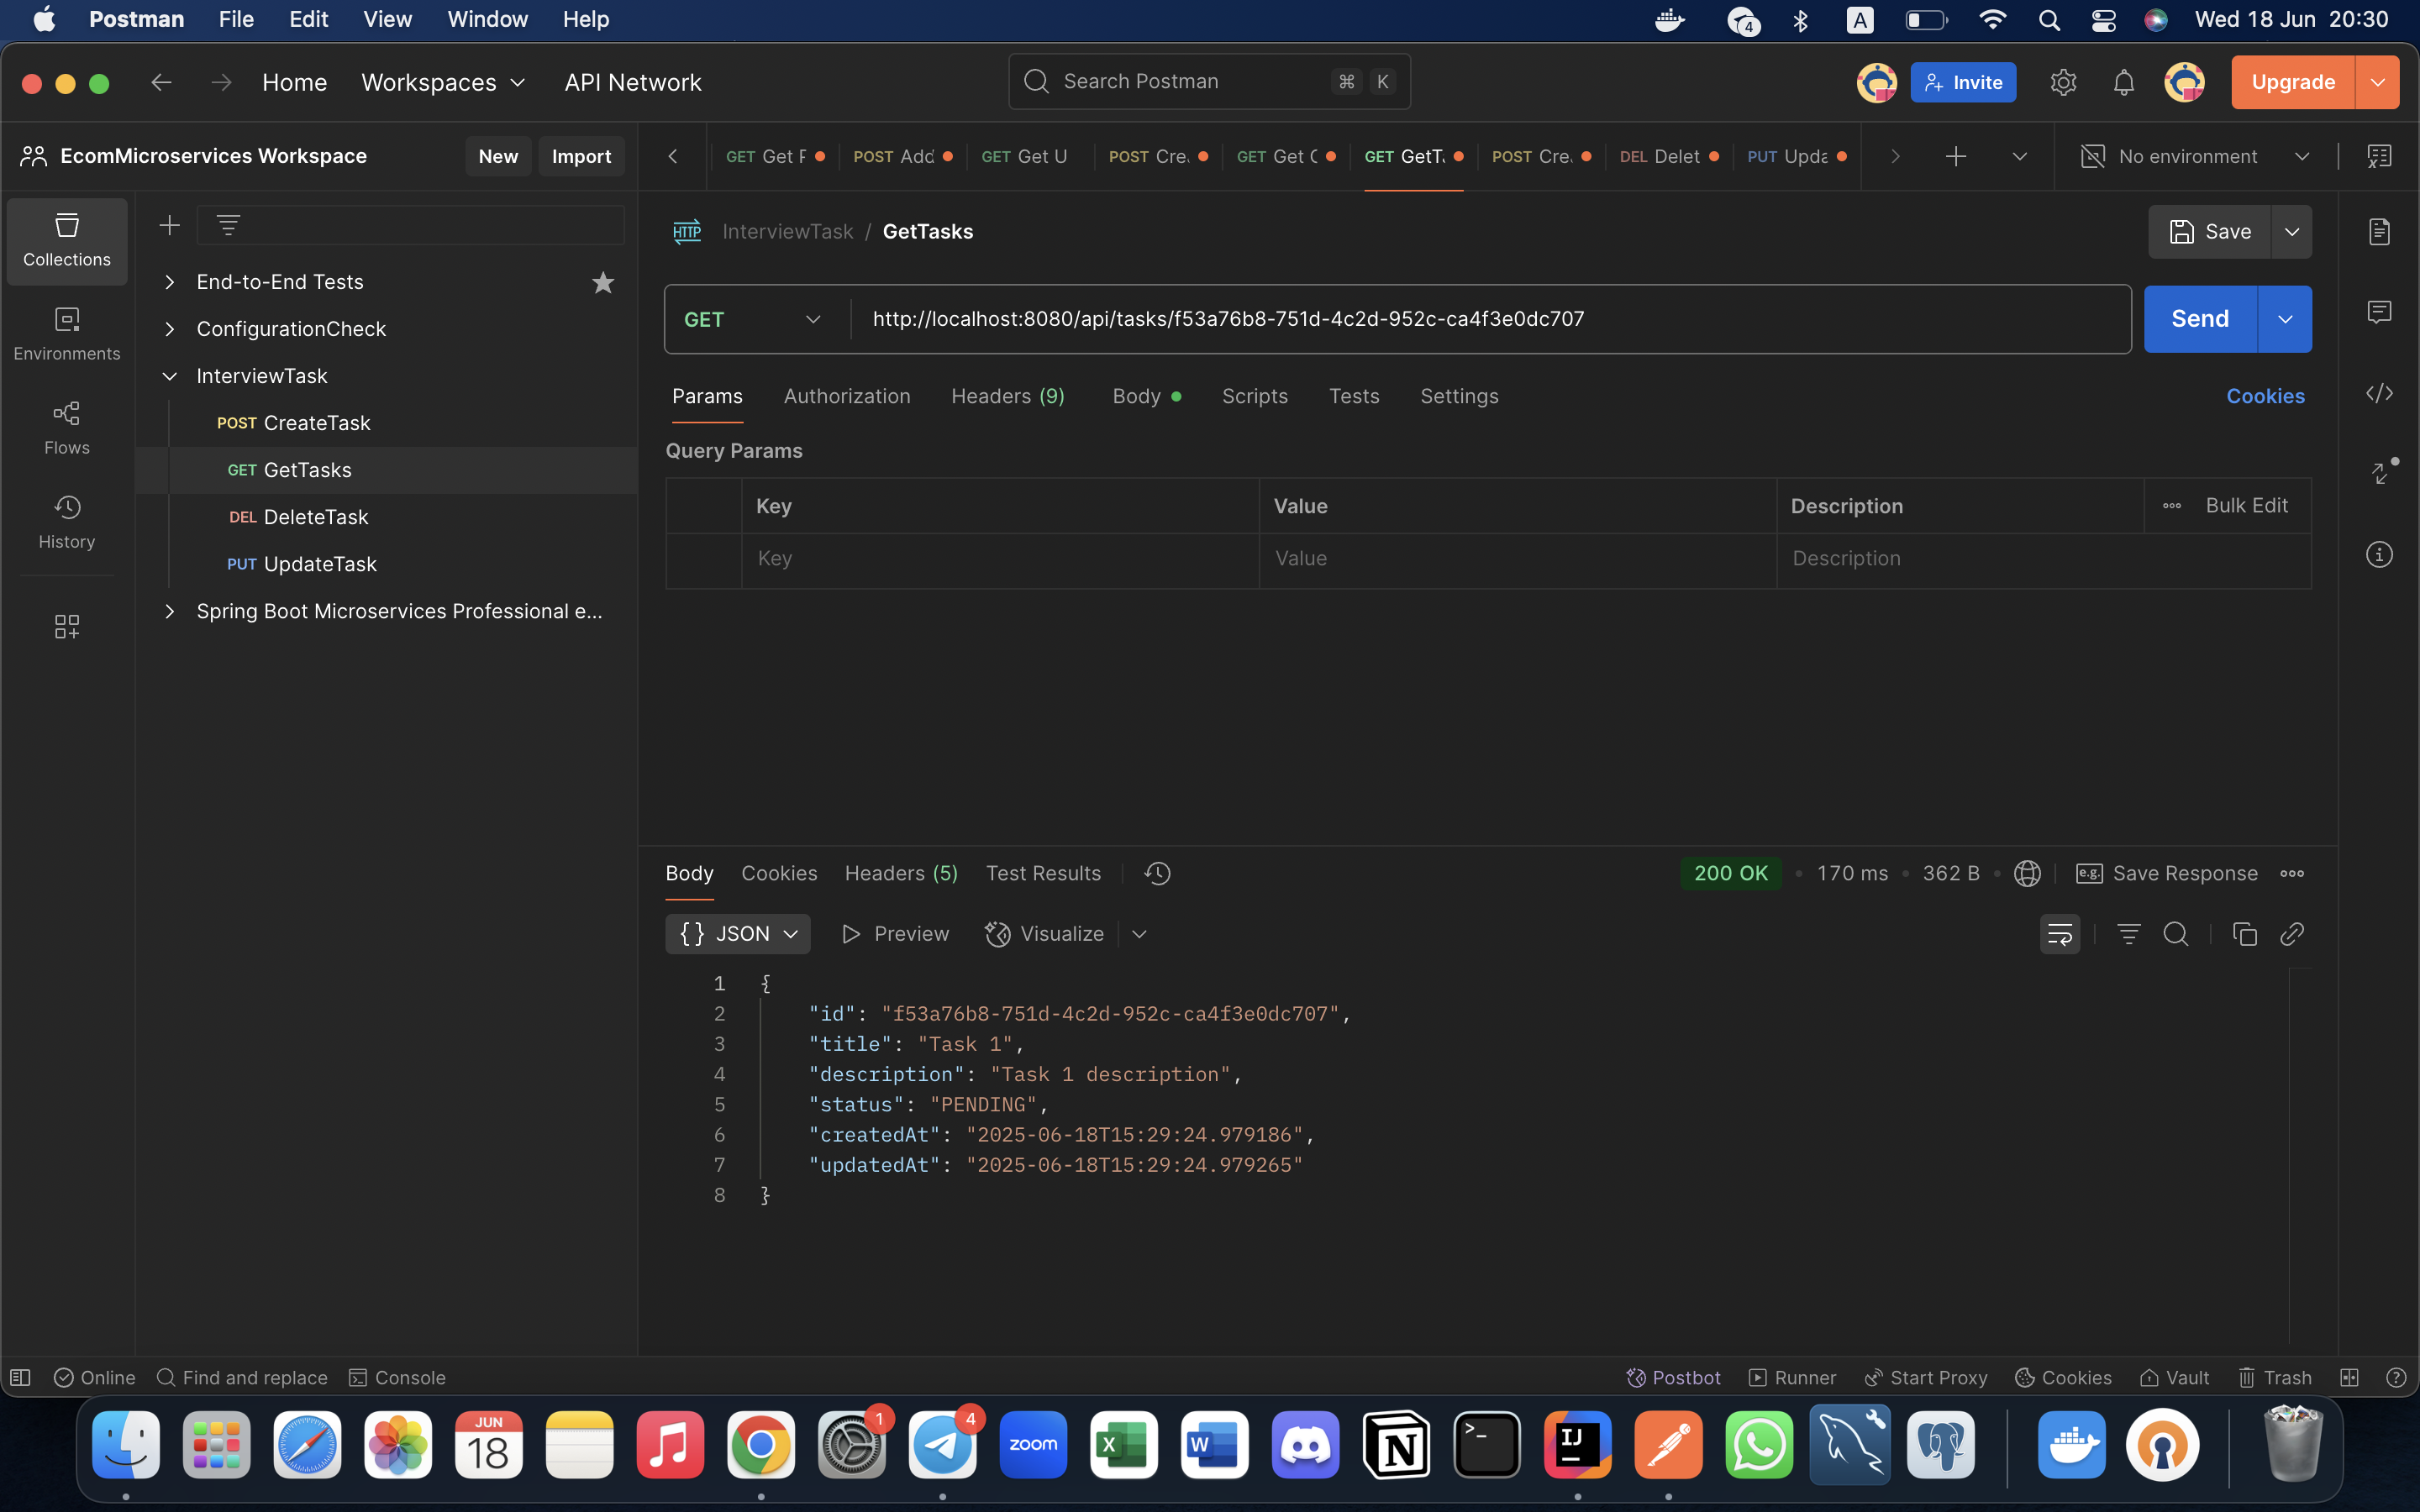 Postman File Edit View Window Help 4 A Wed 18 Jun 20:30
Home Workspaces API Network Search Postman ⌘ K Invite Upgrade
EcomMicroservices Workspace New Import GET Get F POST Add GET Get U POST Cre. GET Get C GET GetT. POST Cre. DEL Delet PUT Upda No environment
Collections
Environments
Flows
History
End-to-End Tests
ConfigurationCheck
InterviewTask
POST CreateTask
GET GetTasks
DEL DeleteTask
PUT UpdateTask
Spring Boot Microservices Professional e...
HTTP InterviewTask / GetTasks Save
GET http://localhost:8080/api/tasks/f53a76b8-751d-4c2d-952c-ca4f3e0dc707 Send
Params Authorization Headers (9) Body Scripts Tests Settings Cookies
Query Params
Key Value Description Bulk Edit
Key Value Description
Body Cookies Headers (5) Test Results 200 OK 170 ms 362 B e.g. Save Response
{} JSON Preview Visualize
1 {
2 "id": "f53a76b8-751d-4c2d-952c-ca4f3e0dc707",
3 "title": "Task 1",
4 "description": "Task 1 description",
5 "status": "PENDING",
6 "createdAt": "2025-06-18T15:29:24.979186",
7 "updatedAt": "2025-06-18T15:29:24.979265"
8 }
Online Find and replace Console Postbot Runner Start Proxy Cookies Vault Trash
JUN
18
1
4
zoom
X
W
N
>_
IJ